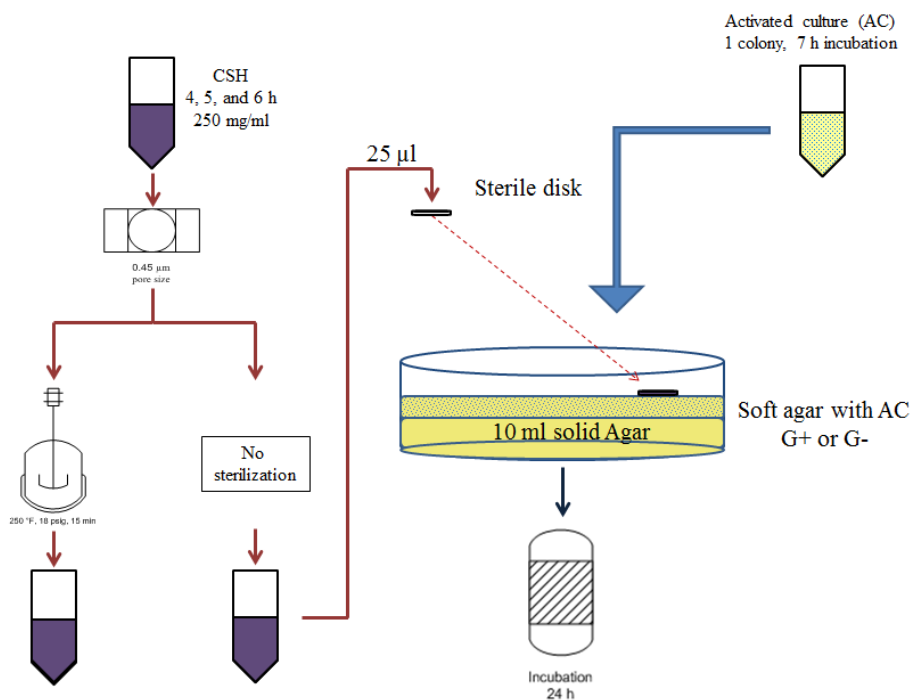 Activated culture (AC)
1 colony, 7 h incubation
CSH
4, 5, and 6 h
250 mg/ml
25 µl
Sterile disk
0.45 µm
pore size
No
sterilization
250 °F, 18 psig, 15 min
10 ml solid Agar
Soft agar with AC
G+ or G-
Incubation
24 h